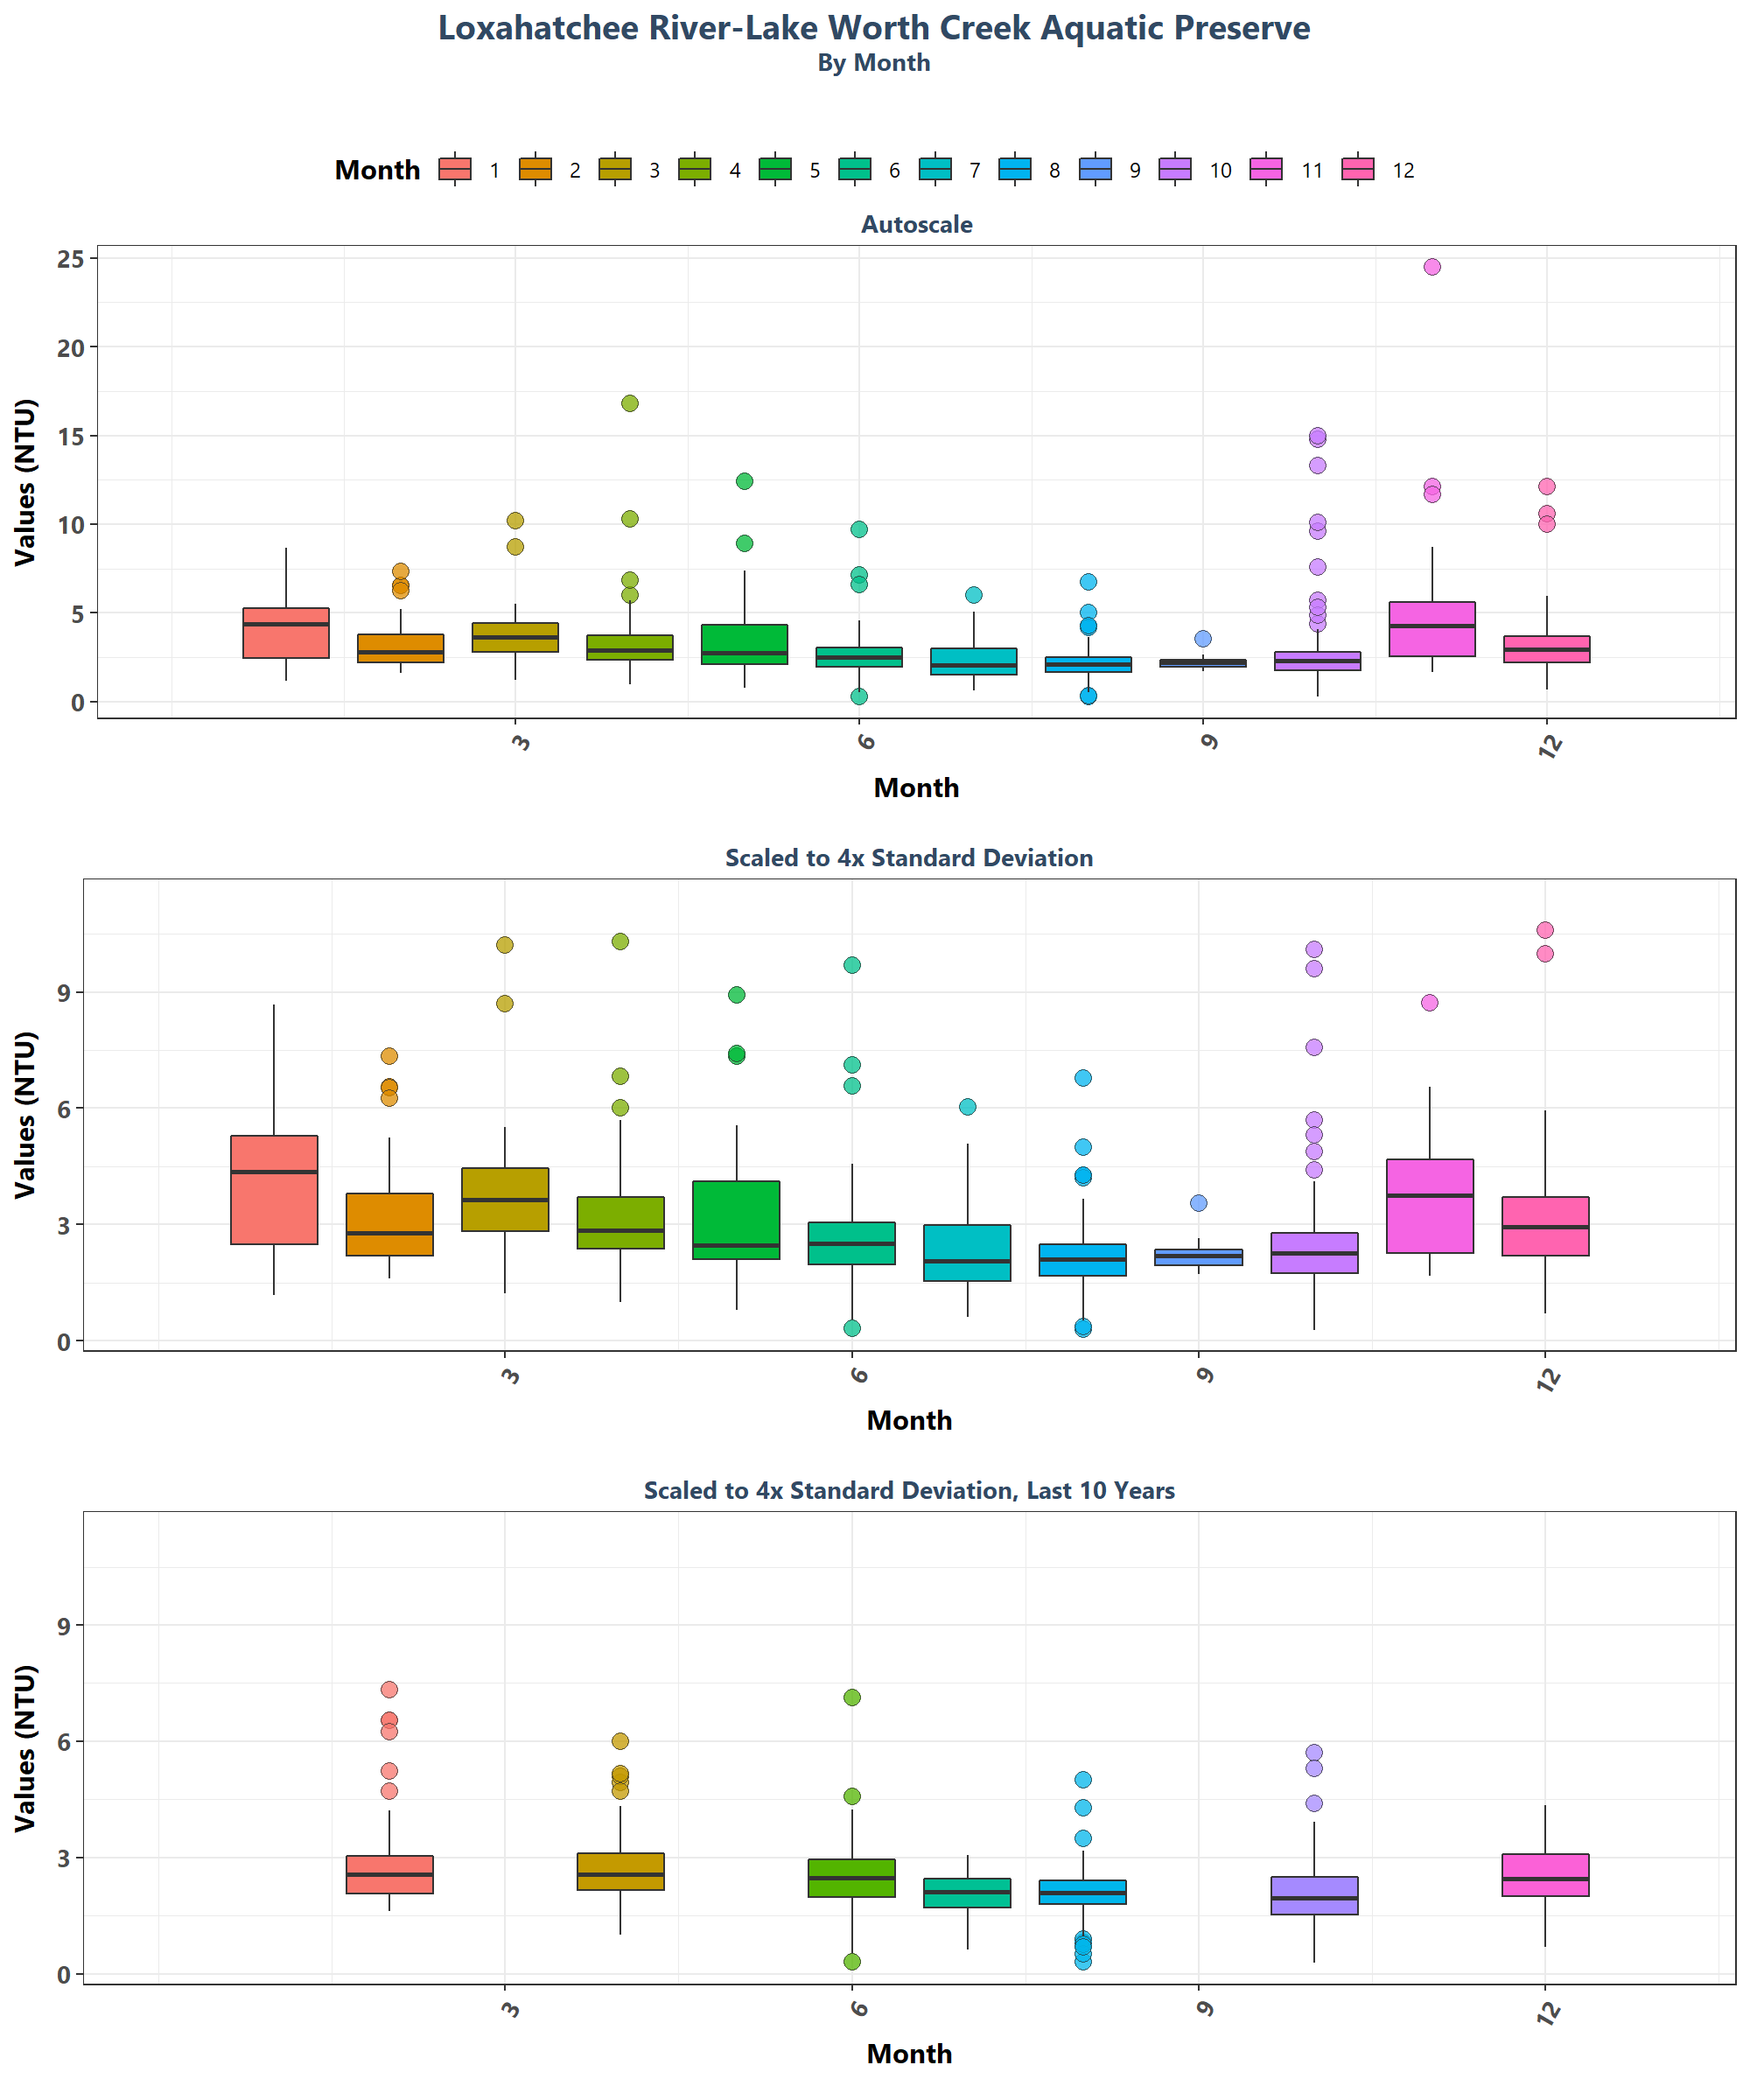 Loxahatchee River-Lake Worth Creek Aquatic Preserve
By Month
Month 1 2 3 4 5 6 7 8 9 10 11 12
Autoscale
Values (NTU)
25
20
15
10
5
0
3 6 9 12
Month
Scaled to 4x Standard Deviation
Values (NTU)
9
6
3
0
3 6 9 12
Month
Scaled to 4x Standard Deviation, Last 10 Years
Values (NTU)
9
6
3
0
3 6 9 12
Month